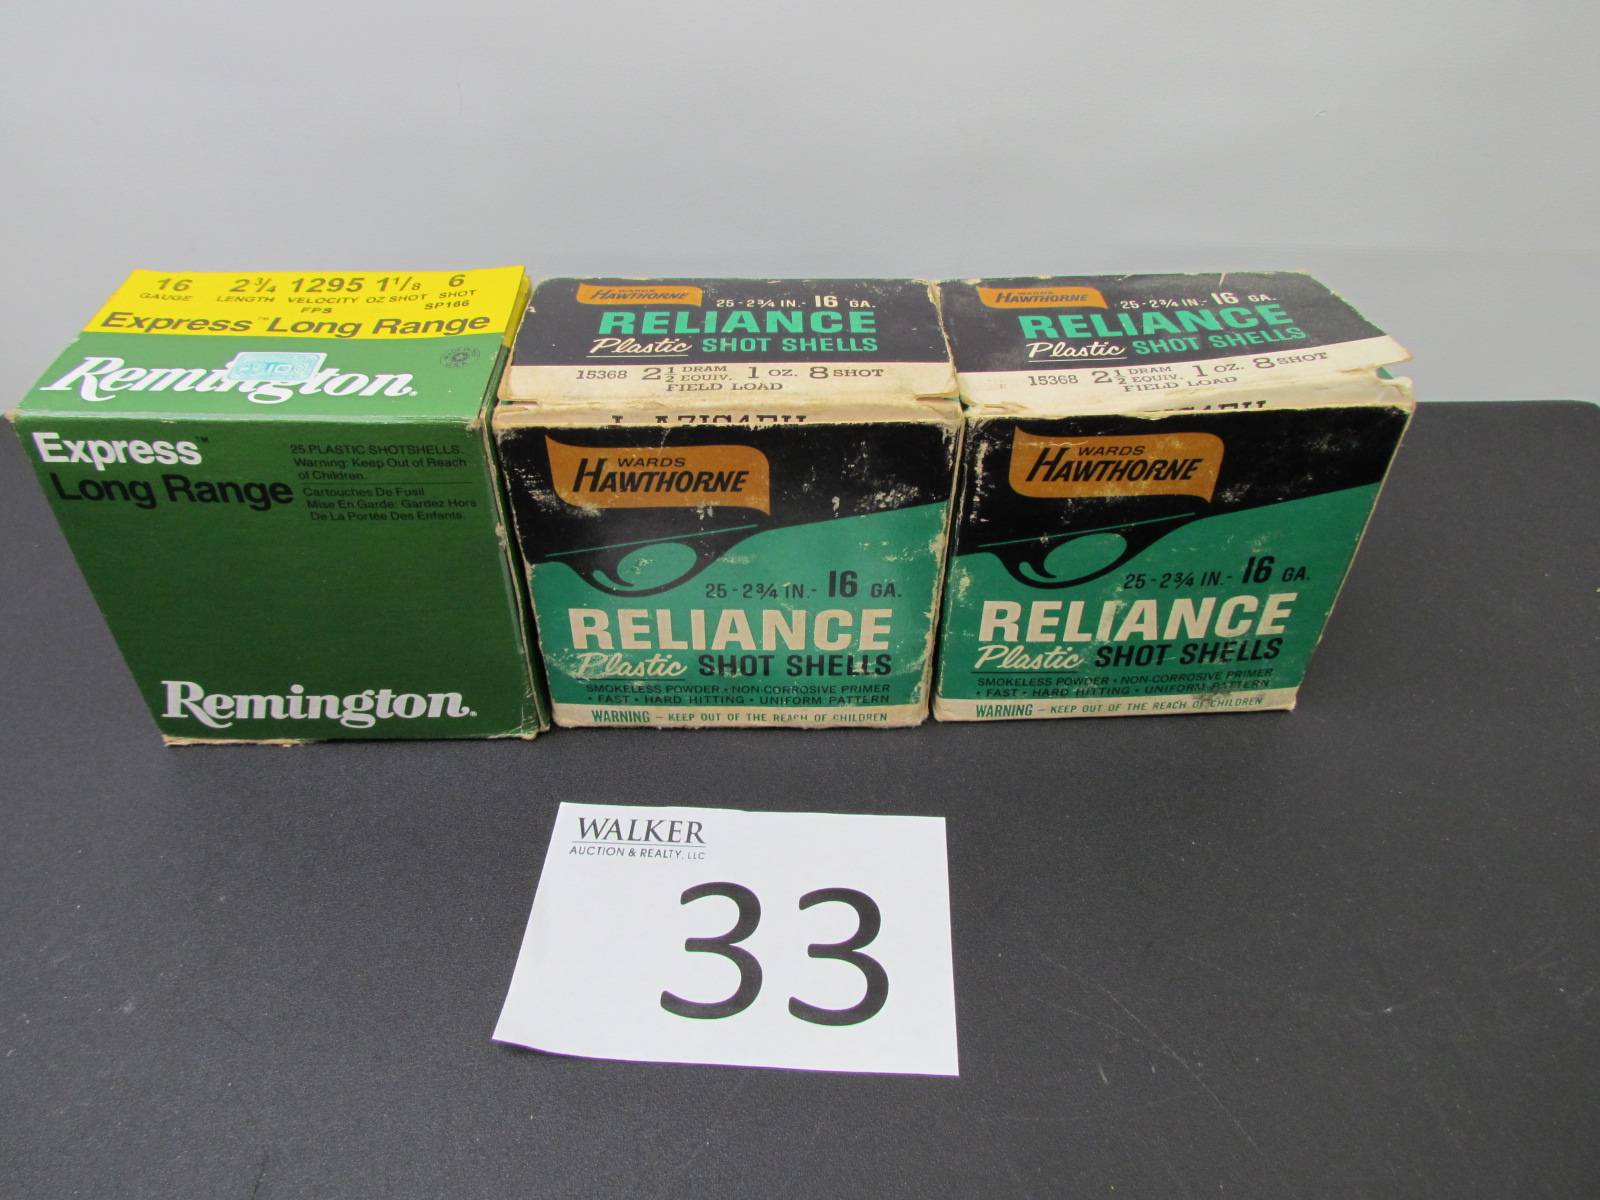 16 2¾ 1295 1⅛ 6
GAUGE LENGTH VELOCITY OZ SHOT SHOT
FPS SP166
Express™ Long Range
Remington.
Express™
Long Range
25 PLASTIC SHOTSHELLS.
Warning: Keep Out of Reach
of Children.
Cartouches De Fusil
Mise En Garde: Gardez Hors
De La Portée Des Enfants.
Remington.
WARDS
HAWTHORNE
25-2¾ IN.- 16 GA.
RELIANCE
Plastic SHOT SHELLS
15368 2½ DRAM EQUIV. 1 OZ. 8 SHOT
FIELD LOAD
WARDS
HAWTHORNE
25-2¾ IN.- 16 GA.
RELIANCE
Plastic SHOT SHELLS
SMOKELESS POWDER • NON-CORROSIVE PRIMER
• FAST • HARD HITTING • UNIFORM PATTERN
WARNING – KEEP OUT OF THE REACH OF CHILDREN
WARDS
HAWTHORNE
25-2¾ IN.- 16 GA.
RELIANCE
Plastic SHOT SHELLS
15368 2½ DRAM EQUIV. 1 OZ. 8 SHOT
FIELD LOAD
WARDS
HAWTHORNE
25-2¾ IN.- 16 GA.
RELIANCE
Plastic SHOT SHELLS
SMOKELESS POWDER • NON-CORROSIVE PRIMER
• FAST • HARD HITTING • UNIFORM PATTERN
WARNING – KEEP OUT OF THE REACH OF CHILDREN
WALKER
AUCTION & REALTY, LLC
33